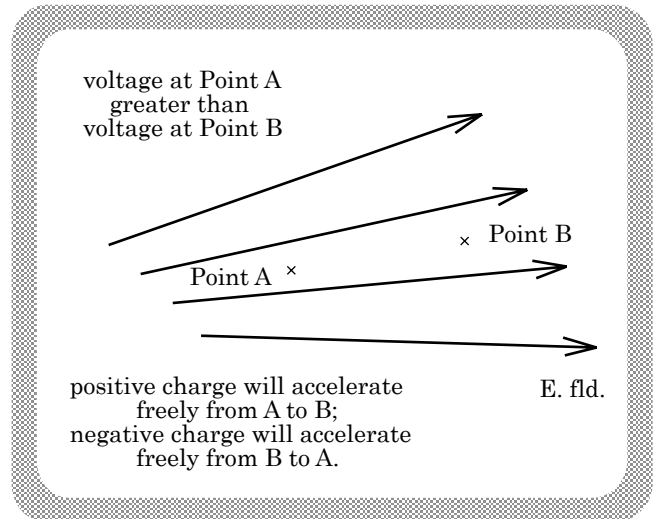 voltage at Point A
greater than
voltage at Point B
Point B
Point A
positive charge will accelerate
freely from A to B;
negative charge will accelerate
freely from B to A.
E. fld.